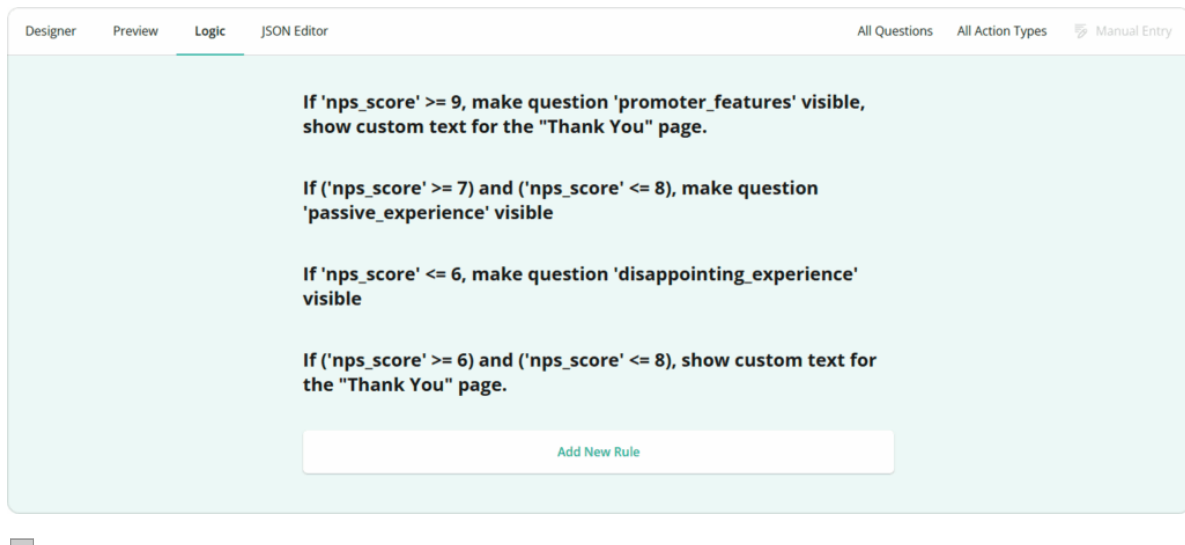 Designer Preview Logic JSON Editor All Questions All Action Types Manual Entry
If 'nps_score' >= 9, make question 'promoter_features' visible,
show custom text for the "Thank You" page.
If ('nps_score' >= 7) and ('nps_score' <= 8), make question
'passive_experience' visible
If 'nps_score' <= 6, make question 'disappointing_experience'
visible
If ('nps_score' >= 6) and ('nps_score' <= 8), show custom text for
the "Thank You" page.
Add New Rule